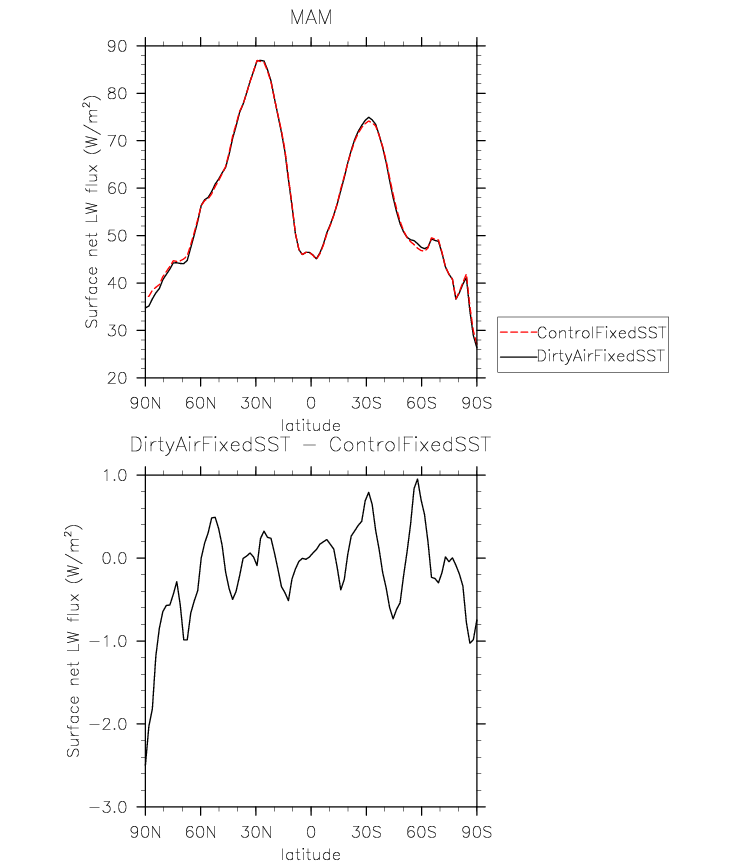 MAM
Surface net LW flux (W/m²)
90
80
70
60
50
40
30
20
90N 60N 30N 0 30S 60S 90S
latitude
ControlFixedSST
DirtyAirFixedSST
DirtyAirFixedSST − ControlFixedSST
Surface net LW flux (W/m²)
1.0
0.0
−1.0
−2.0
−3.0
90N 60N 30N 0 30S 60S 90S
latitude